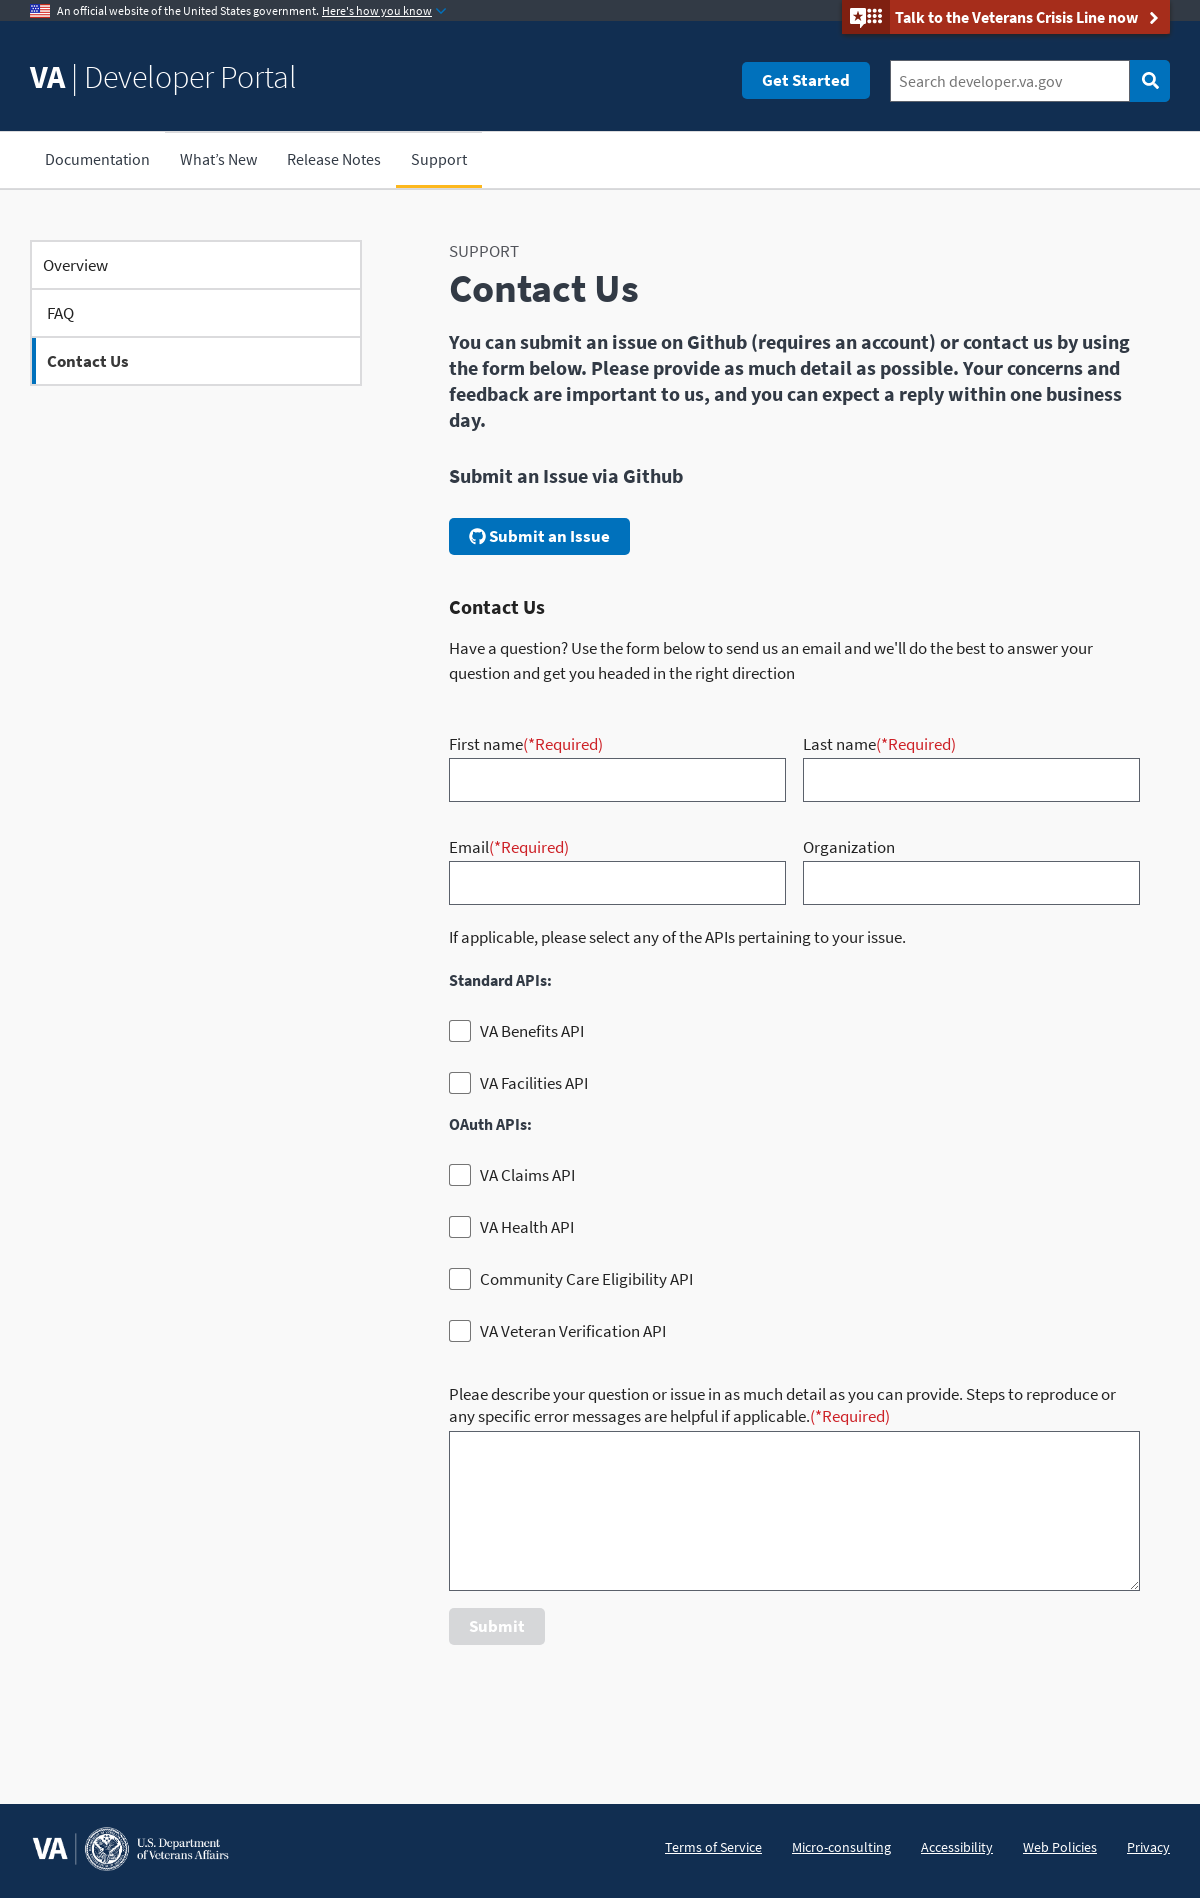 An official website of the United States government. Here's how you know
Talk to the Veterans Crisis Line now
VA | Developer Portal
Get Started
Search developer.va.gov
Documentation
What’s New
Release Notes
Support
Overview
FAQ
Contact Us
SUPPORT
Contact Us
You can submit an issue on Github (requires an account) or contact us by using
the form below. Please provide as much detail as possible. Your concerns and
feedback are important to us, and you can expect a reply within one business
day.
Submit an Issue via Github
Submit an Issue
Contact Us
Have a question? Use the form below to send us an email and we'll do the best to answer your
question and get you headed in the right direction
First name(*Required)
Last name(*Required)
Email(*Required)
Organization
If applicable, please select any of the APIs pertaining to your issue.
Standard APIs:
VA Benefits API
VA Facilities API
OAuth APIs:
VA Claims API
VA Health API
Community Care Eligibility API
VA Veteran Verification API
Pleae describe your question or issue in as much detail as you can provide. Steps to reproduce or
any specific error messages are helpful if applicable.(*Required)
Submit
VA
U.S. Department
of Veterans Affairs
Terms of Service
Micro-consulting
Accessibility
Web Policies
Privacy